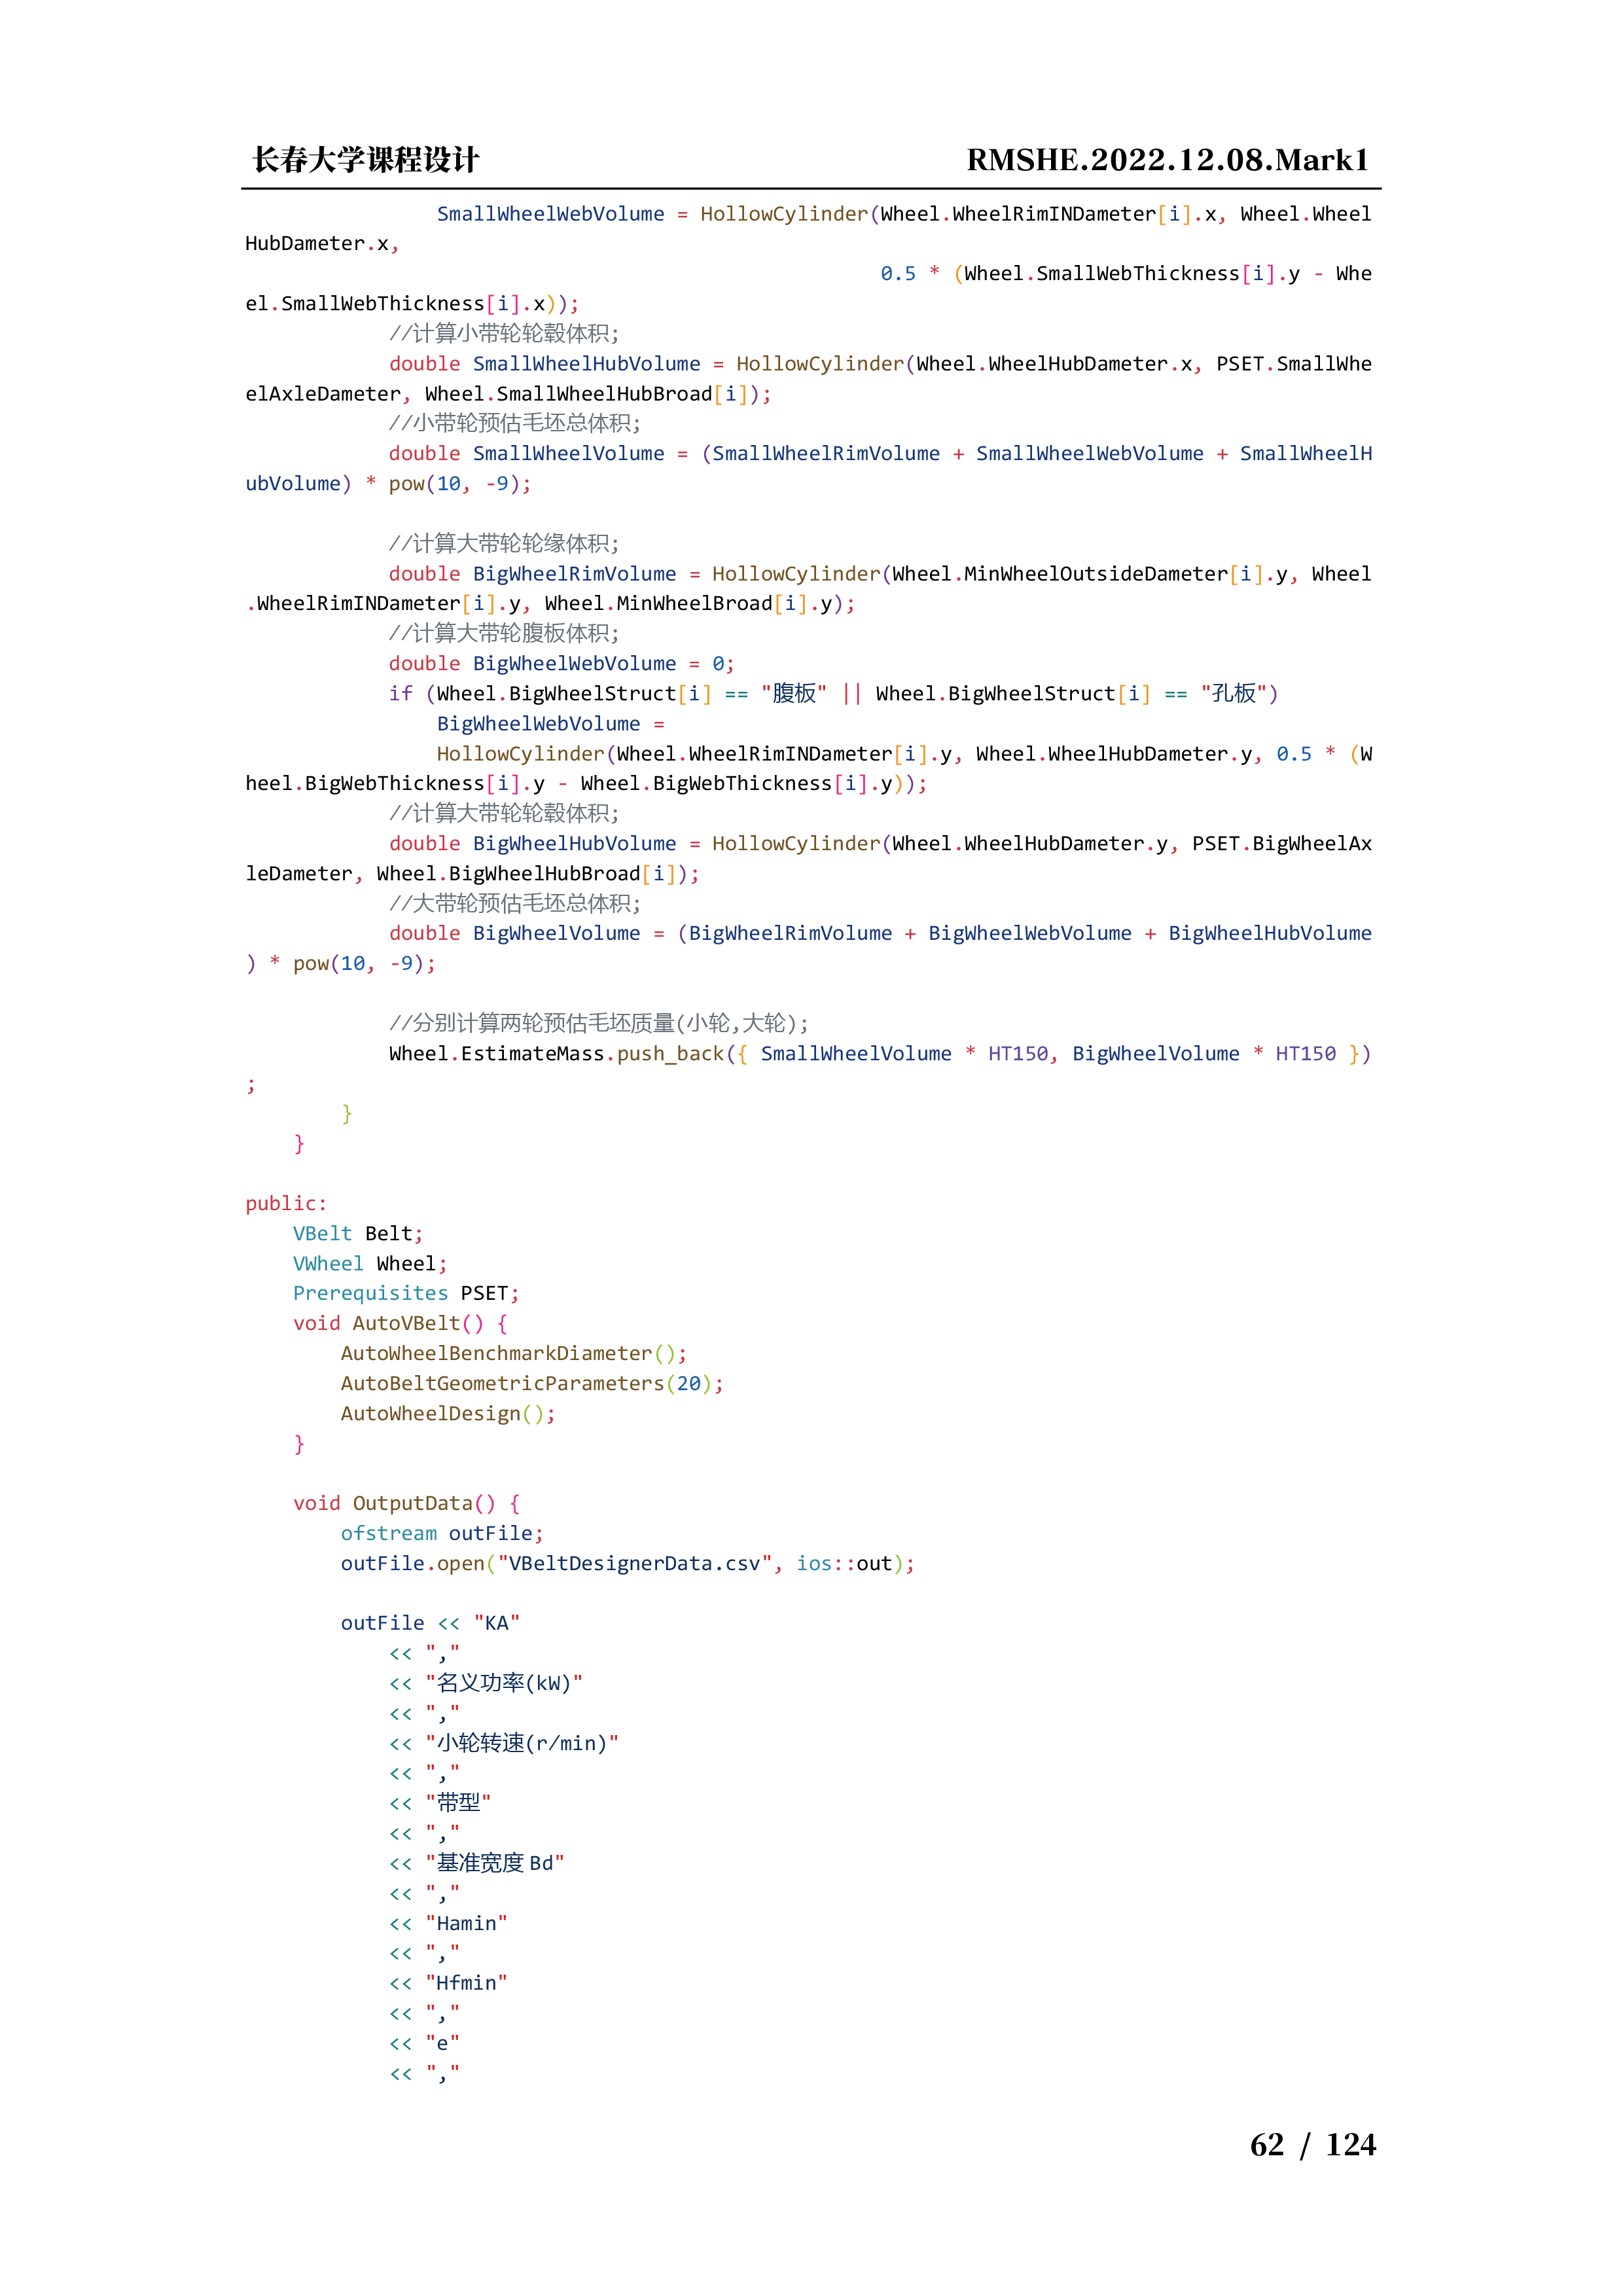 长春大学课程设计 RMSHE.2022.12.08.Mark1
                SmallWheelWebVolume = HollowCylinder(Wheel.WheelRimINDameter[i].x, Wheel.Wheel
HubDameter.x,
                                                     0.5 * (Wheel.SmallWebThickness[i].y - Whe
el.SmallWebThickness[i].x));
            //计算小带轮轮毂体积;
            double SmallWheelHubVolume = HollowCylinder(Wheel.WheelHubDameter.x, PSET.SmallWhe
elAxleDameter, Wheel.SmallWheelHubBroad[i]);
            //小带轮预估毛坯总体积;
            double SmallWheelVolume = (SmallWheelRimVolume + SmallWheelWebVolume + SmallWheelH
ubVolume) * pow(10, -9);

            //计算大带轮轮缘体积;
            double BigWheelRimVolume = HollowCylinder(Wheel.MinWheelOutsideDameter[i].y, Wheel
.WheelRimINDameter[i].y, Wheel.MinWheelBroad[i].y);
            //计算大带轮腹板体积;
            double BigWheelWebVolume = 0;
            if (Wheel.BigWheelStruct[i] == "腹板" || Wheel.BigWheelStruct[i] == "孔板")
                BigWheelWebVolume =
                HollowCylinder(Wheel.WheelRimINDameter[i].y, Wheel.WheelHubDameter.y, 0.5 * (W
heel.BigWebThickness[i].y - Wheel.BigWebThickness[i].y));
            //计算大带轮轮毂体积;
            double BigWheelHubVolume = HollowCylinder(Wheel.WheelHubDameter.y, PSET.BigWheelAx
leDameter, Wheel.BigWheelHubBroad[i]);
            //大带轮预估毛坯总体积;
            double BigWheelVolume = (BigWheelRimVolume + BigWheelWebVolume + BigWheelHubVolume
) * pow(10, -9);

            //分别计算两轮预估毛坯质量(小轮,大轮);
            Wheel.EstimateMass.push_back({ SmallWheelVolume * HT150, BigWheelVolume * HT150 })
;
        }
    }

public:
    VBelt Belt;
    VWheel Wheel;
    Prerequisites PSET;
    void AutoVBelt() {
        AutoWheelBenchmarkDiameter();
        AutoBeltGeometricParameters(20);
        AutoWheelDesign();
    }

    void OutputData() {
        ofstream outFile;
        outFile.open("VBeltDesignerData.csv", ios::out);

        outFile << "KA"
            << ","
            << "名义功率(kW)"
            << ","
            << "小轮转速(r/min)"
            << ","
            << "带型"
            << ","
            << "基准宽度 Bd"
            << ","
            << "Hamin"
            << ","
            << "Hfmin"
            << ","
            << "e"
            << ","
62 / 124